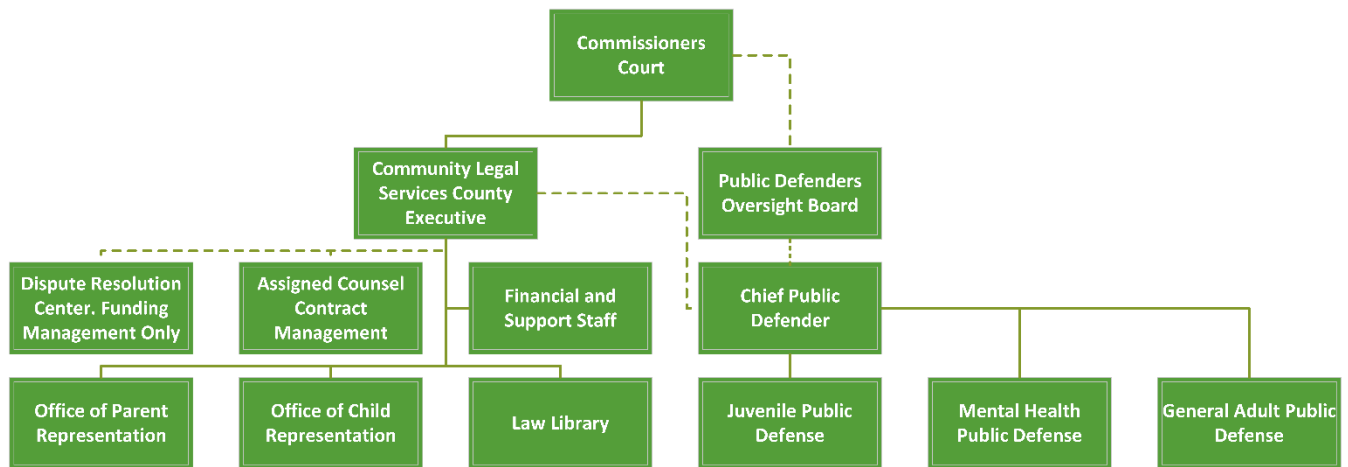 Commissioners
Court
Community Legal
Services County
Executive
Public Defenders
Oversight Board
Dispute Resolution
Center. Funding
Management Only
Assigned Counsel
Contract
Management
Financial and
Support Staff
Chief Public
Defender
Office of Parent
Representation
Office of Child
Representation
Law Library
Juvenile Public
Defense
Mental Health
Public Defense
General Adult Public
Defense